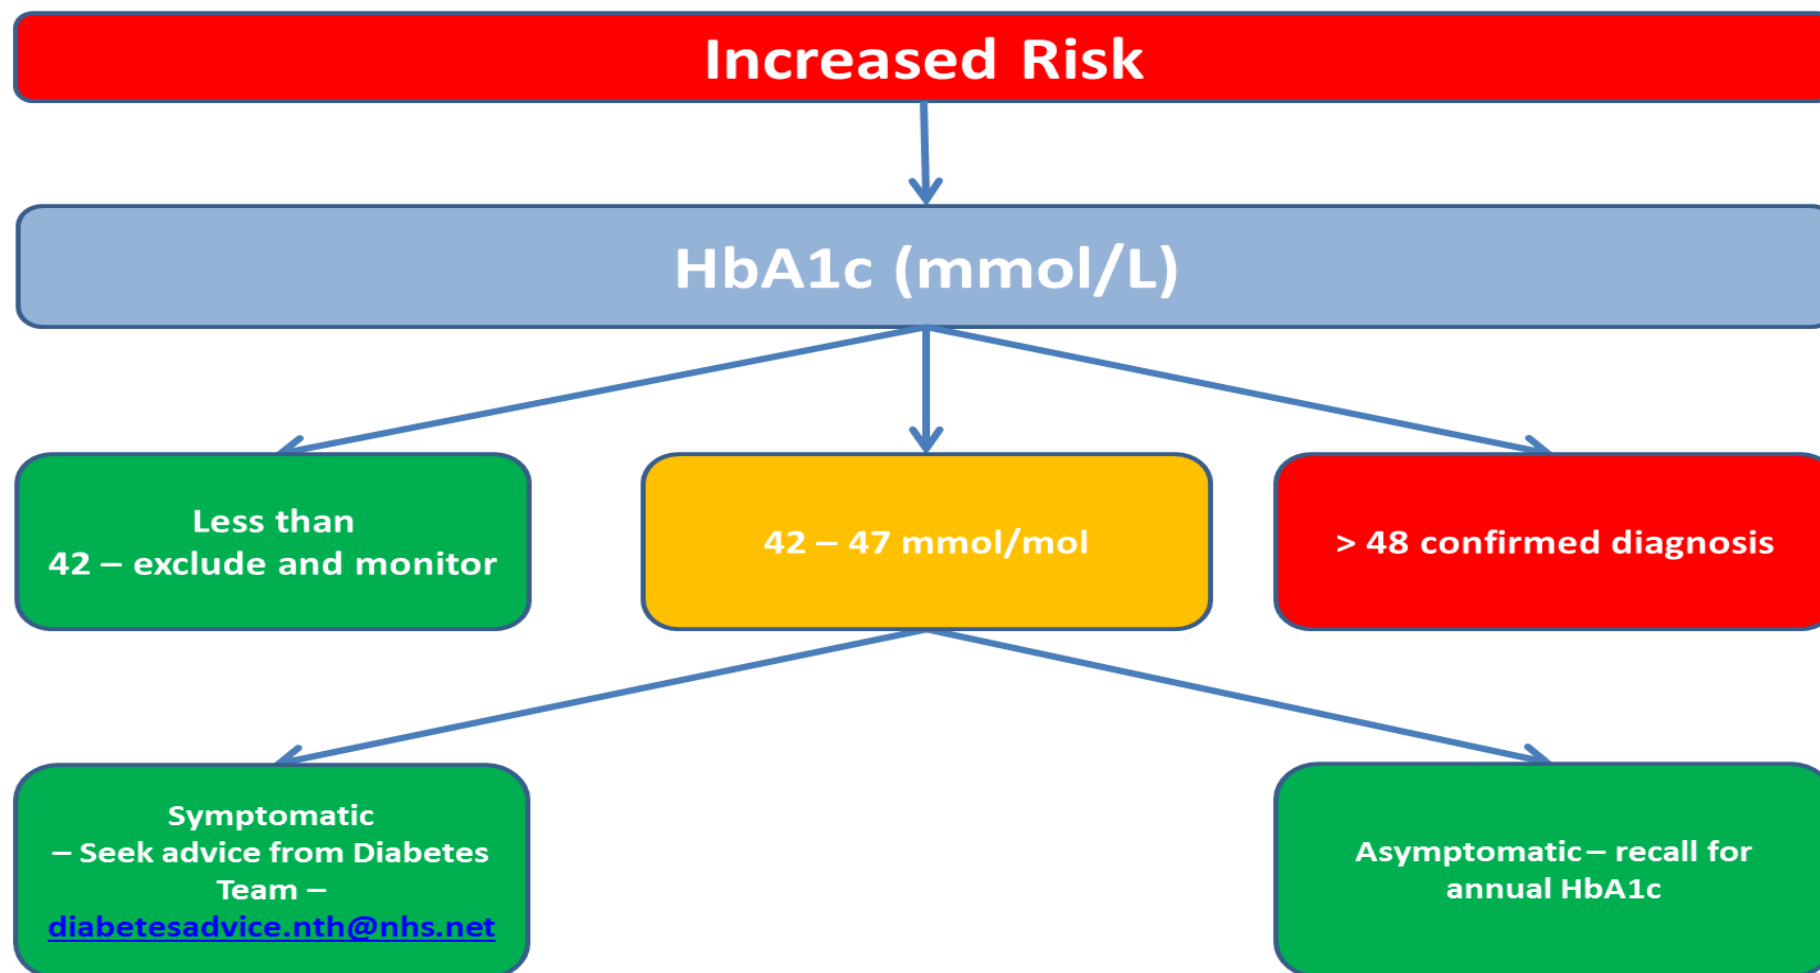 Increased Risk
HbA1c (mmol/L)
Less than
42 – exclude and monitor
42 – 47 mmol/mol
> 48 confirmed diagnosis
Symptomatic
– Seek advice from Diabetes
Team –
diabetesadvice.nth@nhs.net
Asymptomatic – recall for
annual HbA1c